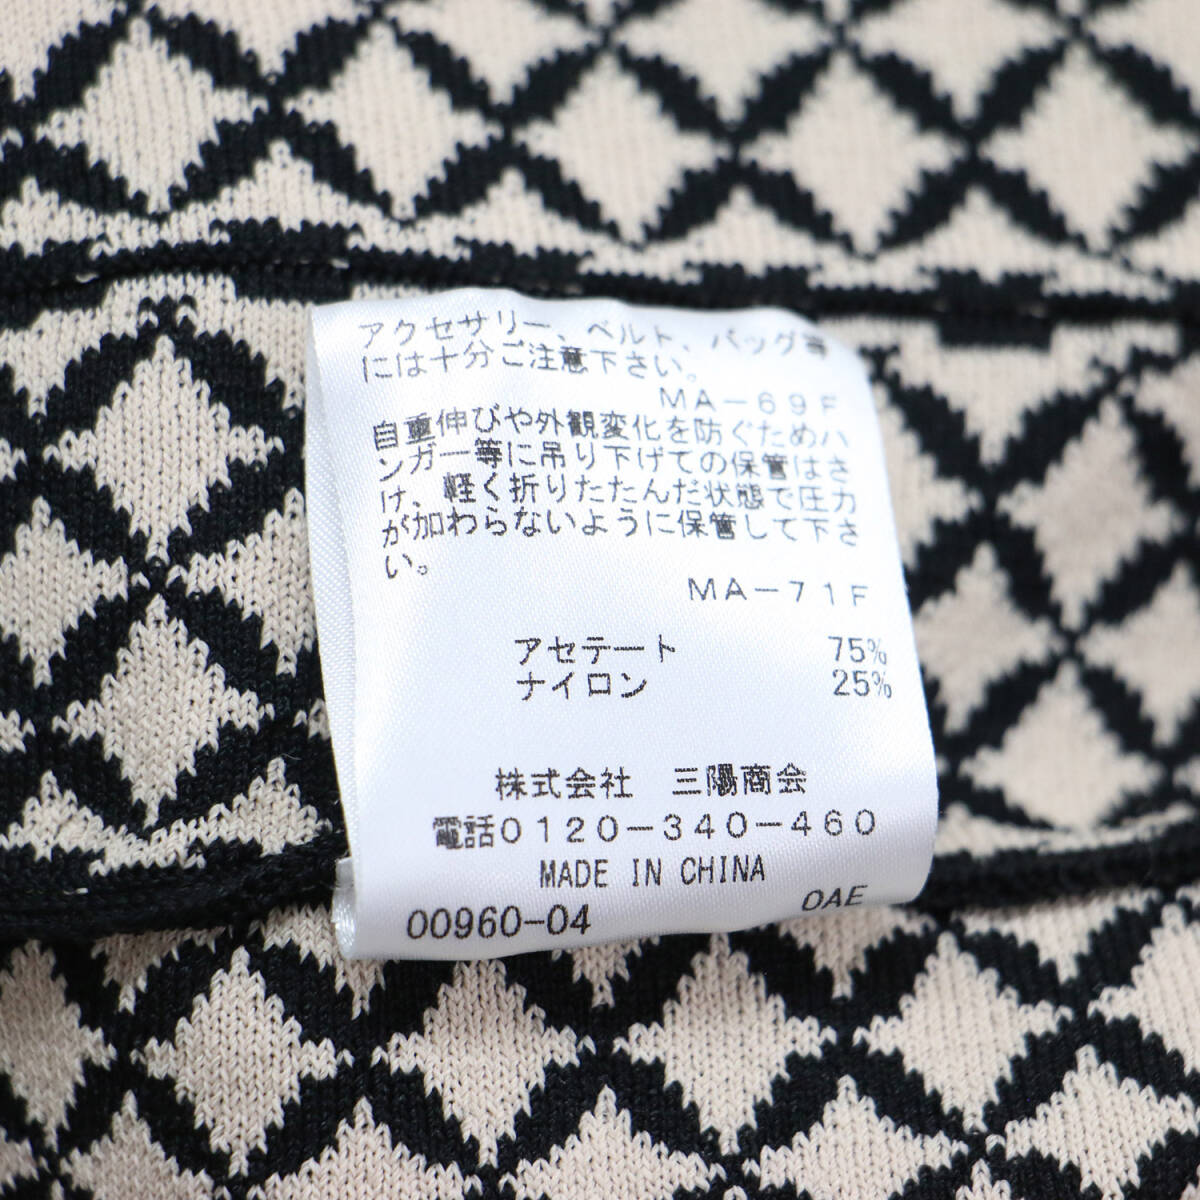 アクセサリー、ベルト、バッグ等
には十分ご注意下さい。
MA-69F
自重伸びや外観変化を防ぐためハ
ンガー等に吊り下げての保管はさ
け、軽く折りたたんだ状態で圧力
が加わらないように保管して下さ
い。
MA-71F
アセテート 75%
ナイロン 25%
株式会社 三陽商会
電話0120-340-460
MADE IN CHINA
00960-04 OAE